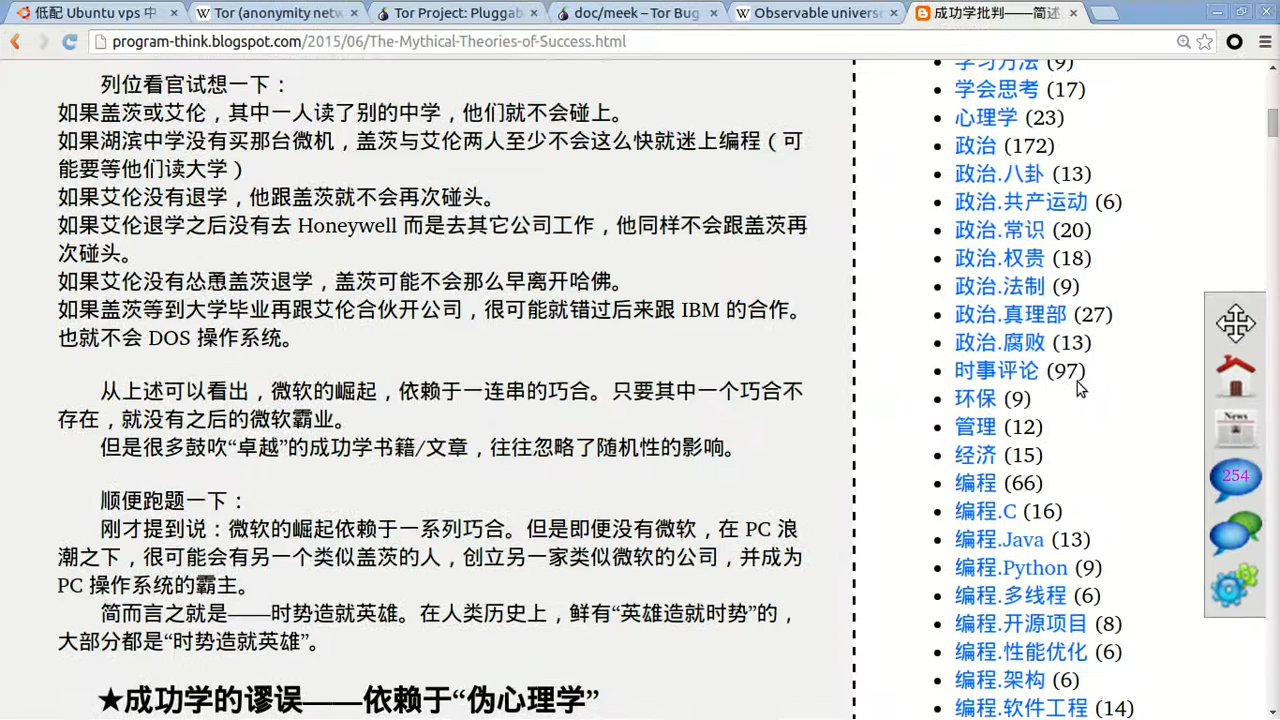 低配 Ubuntu vps 中
Tor (anonymity netw
Tor Project: Pluggab
doc/meek – Tor Bug
Observable univers
成功学批判——简述
program-think.blogspot.com/2015/06/The-Mythical-Theories-of-Success.html
列位看官试想一下：
如果盖茨或艾伦，其中一人读了别的中学，他们就不会碰上。
如果湖滨中学没有买那台微机，盖茨与艾伦两人至少不会这么快就迷上编程（可
能要等他们读大学）
如果艾伦没有退学，他跟盖茨就不会再次碰头。
如果艾伦退学之后没有去 Honeywell 而是去其它公司工作，他同样不会跟盖茨再
次碰头。
如果艾伦没有怂恿盖茨退学，盖茨可能不会那么早离开哈佛。
如果盖茨等到大学毕业再跟艾伦合伙开公司，很可能就错过后来跟 IBM 的合作。
也就不会 DOS 操作系统。
从上述可以看出，微软的崛起，依赖于一连串的巧合。只要其中一个巧合不
存在，就没有之后的微软霸业。
但是很多鼓吹“卓越”的成功学书籍/文章，往往忽略了随机性的影响。
顺便跑题一下：
刚才提到说：微软的崛起依赖于一系列巧合。但是即便没有微软，在 PC 浪
潮之下，很可能会有另一个类似盖茨的人，创立另一家类似微软的公司，并成为
PC 操作系统的霸主。
简而言之就是——时势造就英雄。在人类历史上，鲜有“英雄造就时势”的，
大部分都是“时势造就英雄”。
★成功学的谬误——依赖于“伪心理学”
学习方法 (9)
学会思考 (17)
心理学 (23)
政治 (172)
政治.八卦 (13)
政治.共产运动 (6)
政治.常识 (20)
政治.权贵 (18)
政治.法制 (9)
政治.真理部 (27)
政治.腐败 (13)
时事评论 (97)
环保 (9)
管理 (12)
经济 (15)
编程 (66)
编程.C (16)
编程.Java (13)
编程.Python (9)
编程.多线程 (6)
编程.开源项目 (8)
编程.性能优化 (6)
编程.架构 (6)
编程.软件工程 (14)
News
254